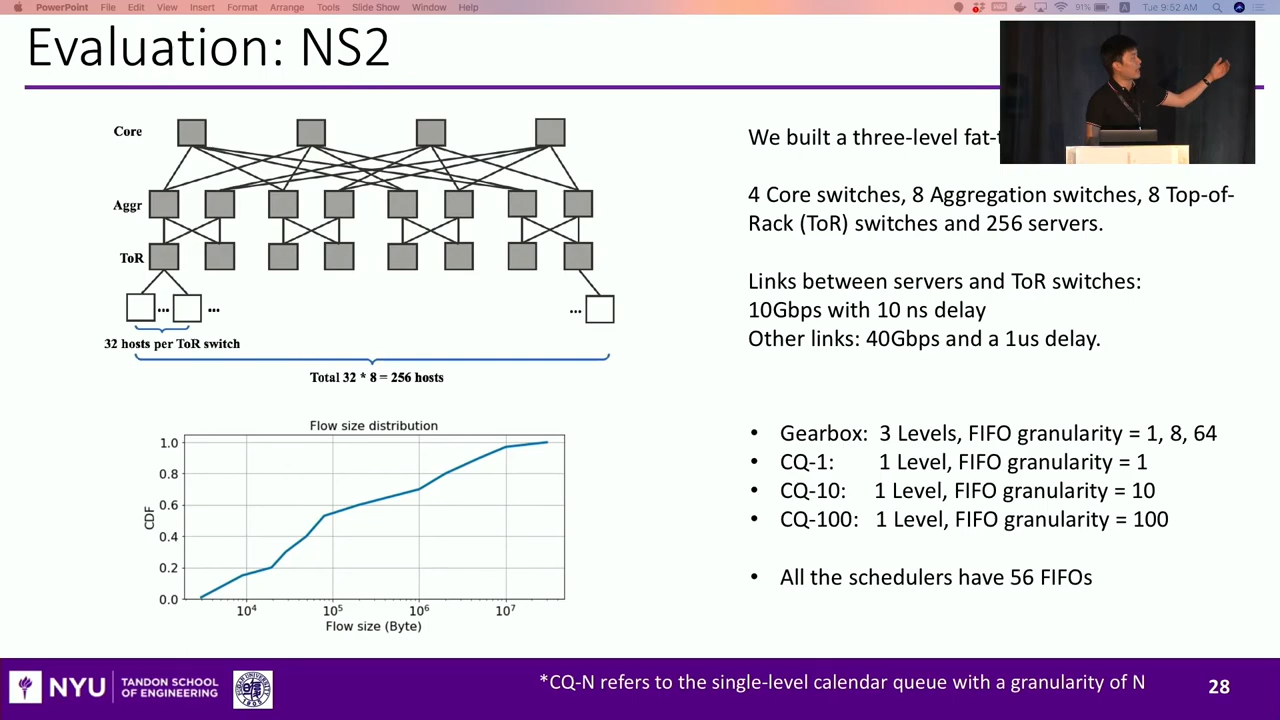 PowerPoint File Edit View Insert Format Arrange Tools Slide Show Window Help 91% Tue 9:52 AM
Evaluation: NS2
We built a three-level
4 Core switches, 8 Aggregation switches, 8 Top-of-
Rack (ToR) switches and 256 servers.
Links between servers and ToR switches:
10Gbps with 10 ns delay
Other links: 40Gbps and a 1us delay.
Core
Aggr
ToR
... ... ...
32 hosts per ToR switch
Total 32 * 8 = 256 hosts
Flow size distribution
CDF
1.0
0.8
0.6
0.4
0.2
0.0
10⁴ 10⁵ 10⁶ 10⁷
Flow size (Byte)
• Gearbox: 3 Levels, FIFO granularity = 1, 8, 64
• CQ-1: 1 Level, FIFO granularity = 1
• CQ-10: 1 Level, FIFO granularity = 10
• CQ-100: 1 Level, FIFO granularity = 100
• All the schedulers have 56 FIFOs
NYU TANDON SCHOOL
OF ENGINEERING
*CQ-N refers to the single-level calendar queue with a granularity of N
28